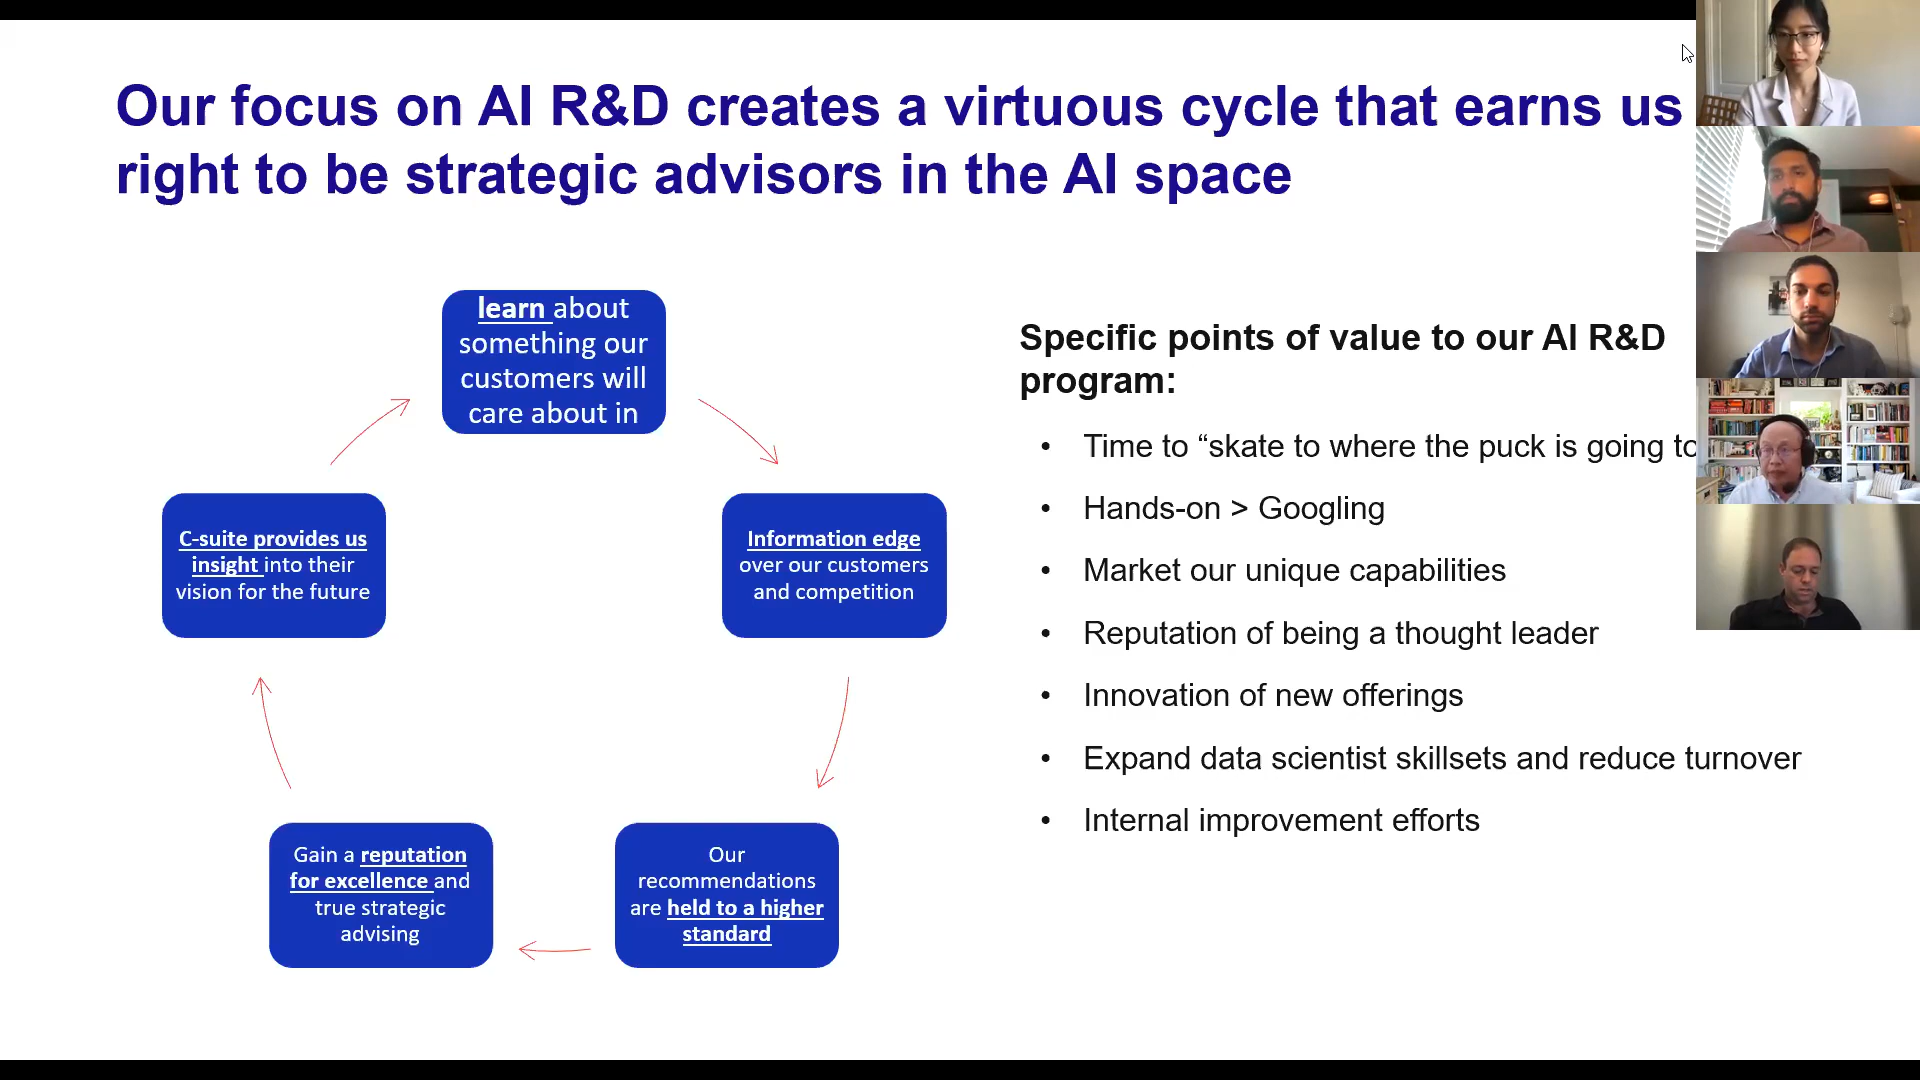 Our focus on AI R&D creates a virtuous cycle that earns us
right to be strategic advisors in the AI space
learn about
something our
customers will
care about in
Information edge
over our customers
and competition
Our
recommendations
are held to a higher
standard
Gain a reputation
for excellence and
true strategic
advising
C-suite provides us
insight into their
vision for the future
Specific points of value to our AI R&D
program:
• Time to “skate to where the puck is going to
• Hands-on > Googling
• Market our unique capabilities
• Reputation of being a thought leader
• Innovation of new offerings
• Expand data scientist skillsets and reduce turnover
• Internal improvement efforts